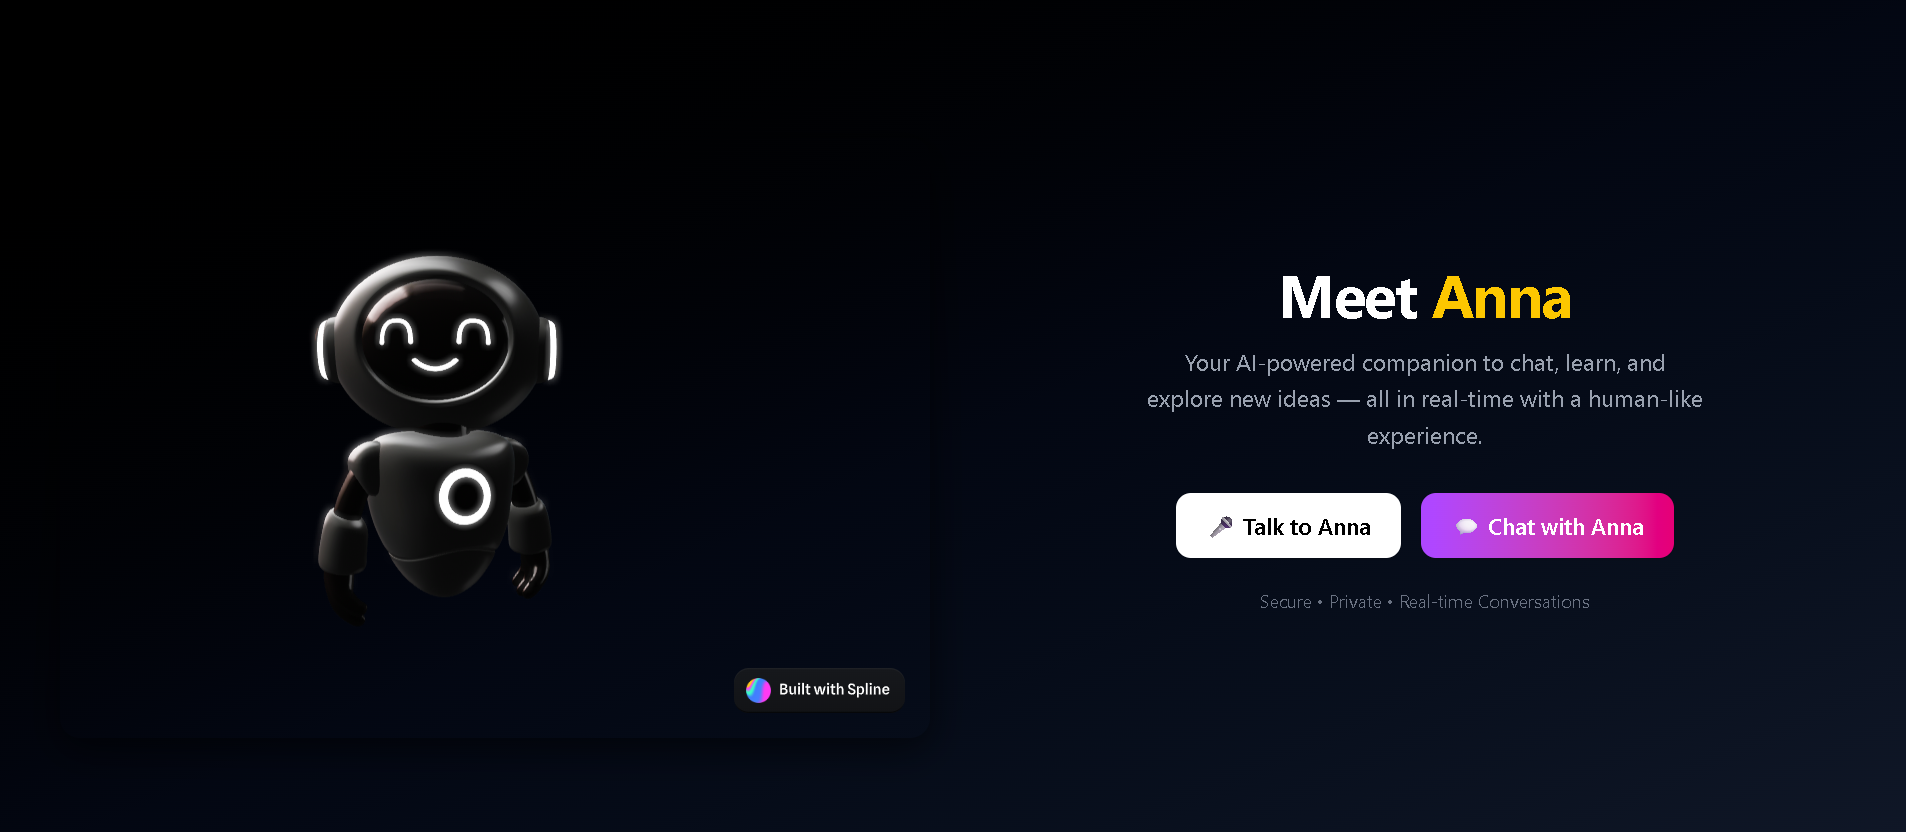 Meet Anna
Your AI-powered companion to chat, learn, and
explore new ideas — all in real-time with a human-like
experience.
🎤 Talk to Anna
💬 Chat with Anna
Secure • Private • Real-time Conversations
Built with Spline